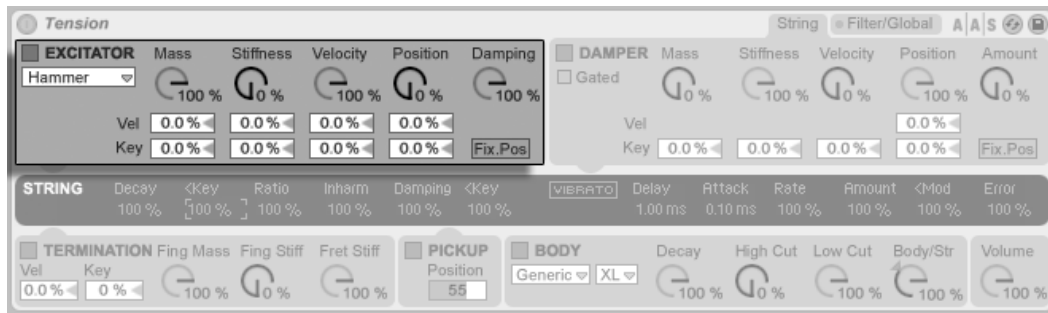 Tension String Filter/Global A A S
EXCITATOR Mass Stiffness Velocity Position Damping
Hammer 100 % 0 % 100 % 0 % 100 %
Vel 0.0 % 0.0 % 0.0 % 0.0 %
Key 0.0 % 0.0 % 0.0 % 0.0 % Fix.Pos
DAMPER Mass Stiffness Velocity Position Amount
Gated 0 % 100 % 0 % 100 % 0 %
Vel 0.0 %
Key 0.0 % 0.0 % 0.0 % 0.0 % Fix.Pos
STRING Decay <Key Ratio Inharm Damping <Key VIBRATO Delay Attack Rate Amount <Mod Error
100 % 100 % 100 % 100 % 100 % 100 % 1.00 ms 0.10 ms 100 % 100 % 100 % 100 %
TERMINATION Fing Mass Fing Stiff Fret Stiff
Vel Key
0.0 % 0 % 100 % 0 % 100 %
PICKUP
Position
55
BODY Decay High Cut Low Cut Body/Str Volume
Generic XL 100 % 0 % 100 % 100 % 100 %